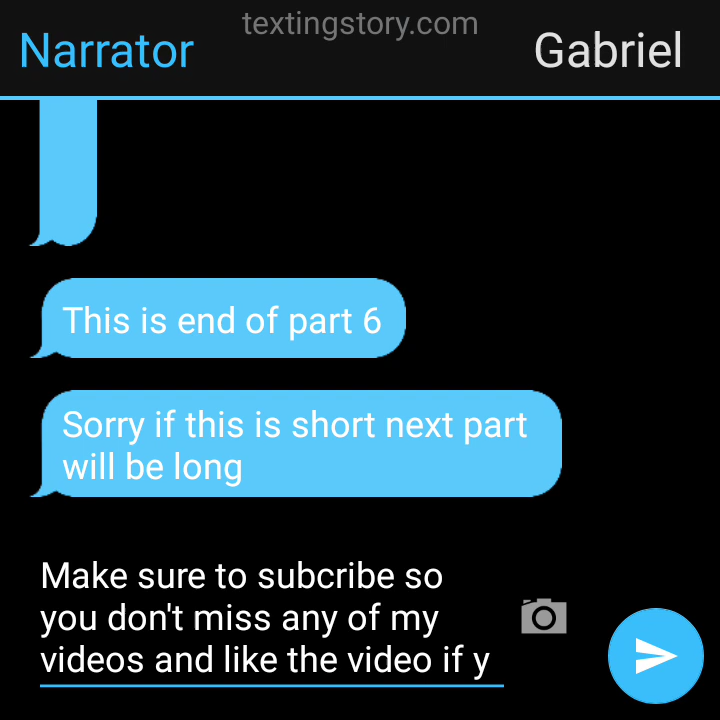 textingstory.com
Narrator
Gabriel
This is end of part 6
Sorry if this is short next part
will be long
Make sure to subcribe so
you don't miss any of my
videos and like the video if y